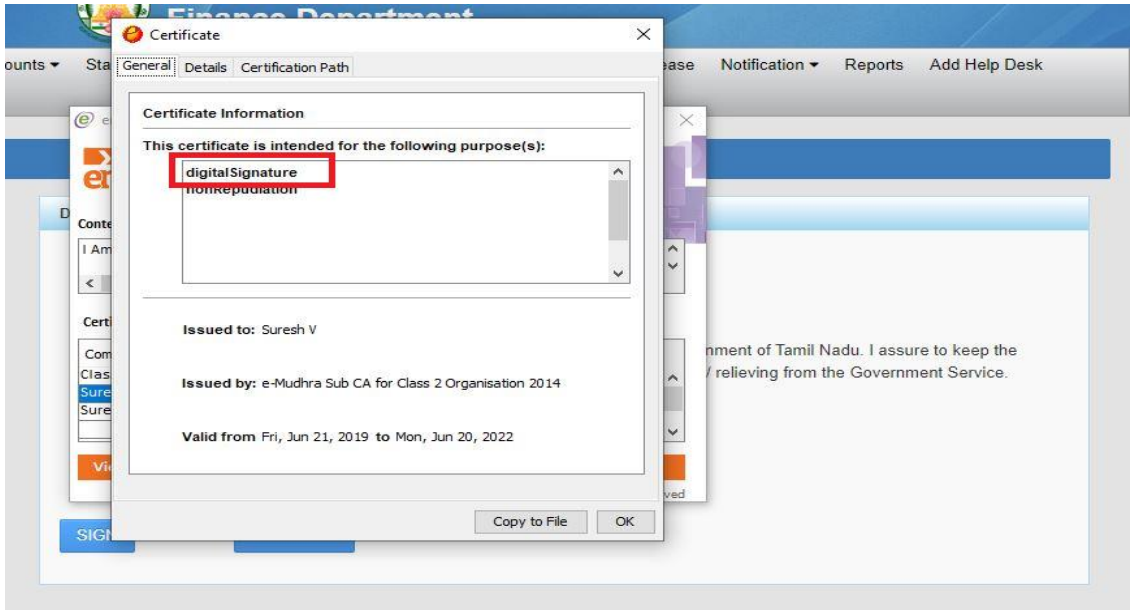 Finance Department
Certificate
ounts
Sta
ease
Notification
Reports
Add Help Desk
General
Details
Certification Path
Certificate Information
This certificate is intended for the following purpose(s):
digitalSignature
nonRepudiation
Conte
I Am
Certi
Com
Clas
Sure
Sure
Issued to: Suresh V
Issued by: e-Mudhra Sub CA for Class 2 Organisation 2014
Valid from Fri, Jun 21, 2019 to Mon, Jun 20, 2022
nment of Tamil Nadu. I assure to keep the
/ relieving from the Government Service.
Vie
ved
Copy to File
OK
SIGN